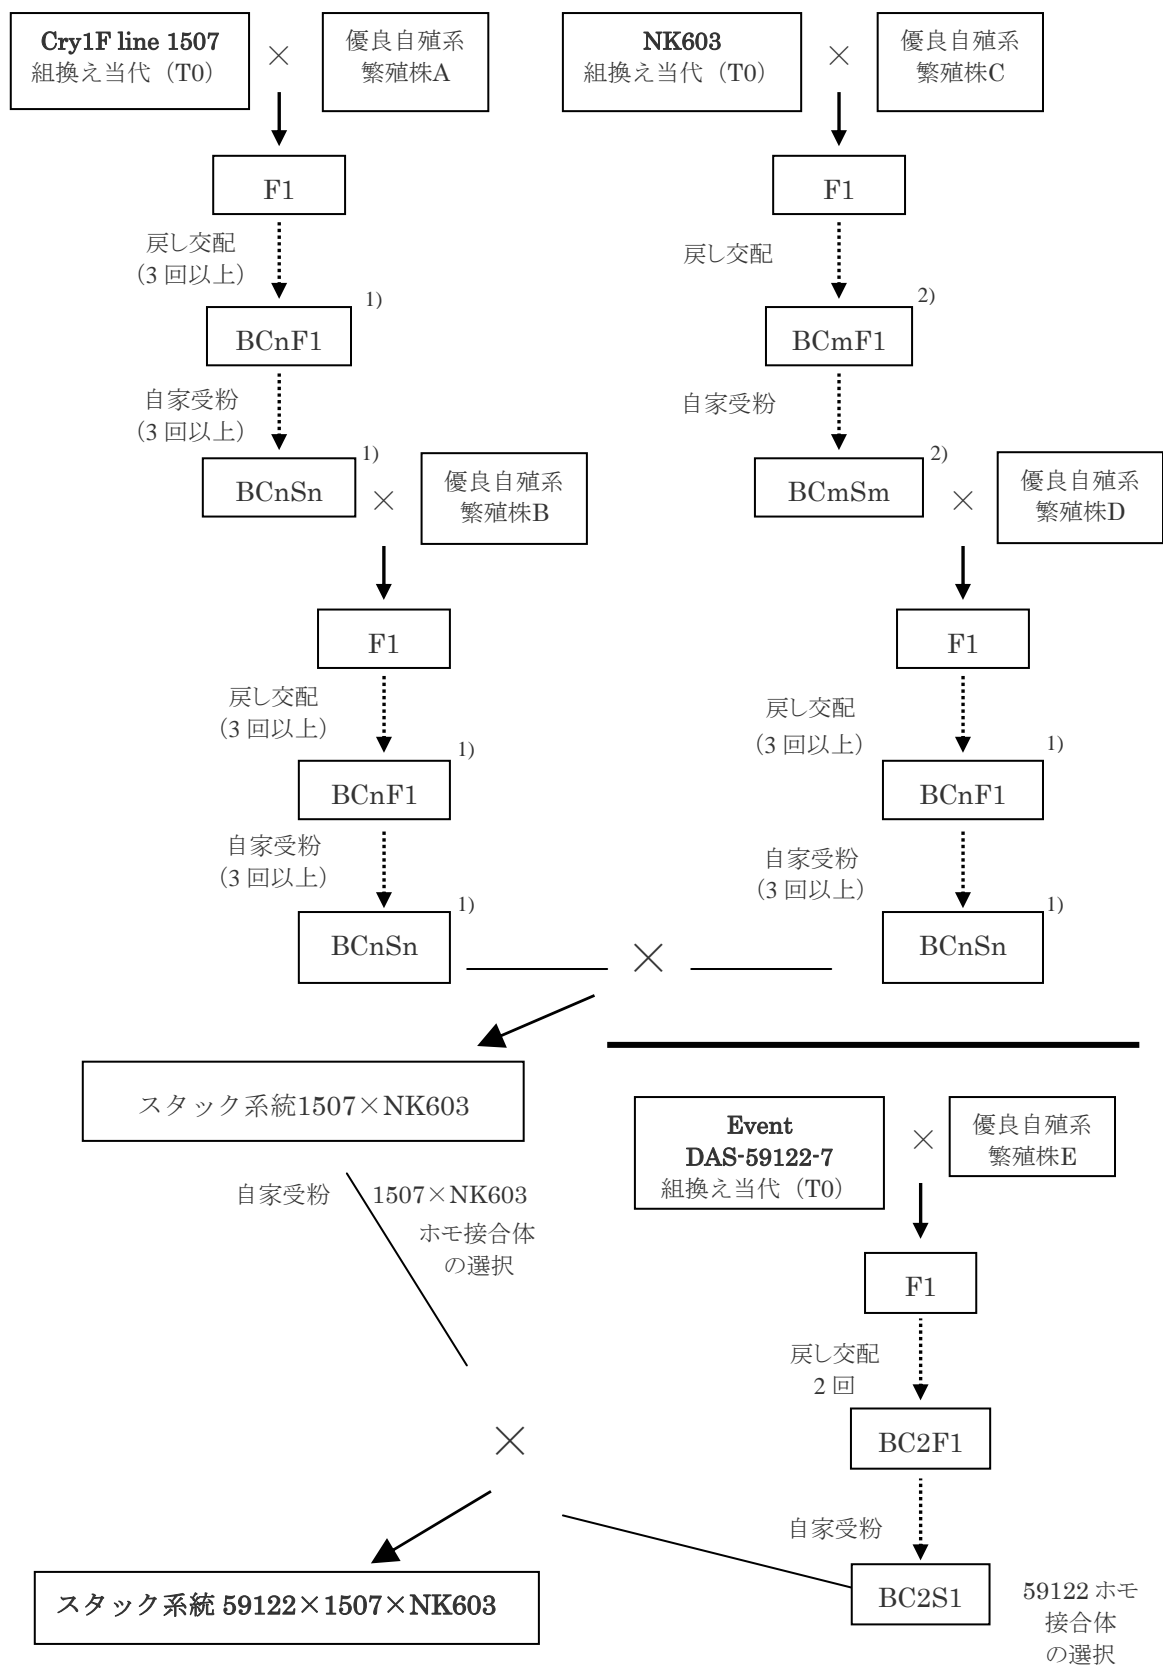 Cry1F line 1507
組換え当代（T0）
×
優良自殖系
繁殖株A
NK603
組換え当代（T0）
×
優良自殖系
繁殖株C
F1
F1
戻し交配
（3 回以上）
戻し交配
BCnF1
1)
BCmF1
2)
自家受粉
（3 回以上）
自家受粉
BCnSn
1)
×
優良自殖系
繁殖株B
BCmSm
2)
×
優良自殖系
繁殖株D
F1
F1
戻し交配
（3 回以上）
戻し交配
（3 回以上）
BCnF1
1)
BCnF1
1)
自家受粉
（3 回以上）
自家受粉
（3 回以上）
BCnSn
1)
×
BCnSn
1)
スタック系統1507×NK603
自家受粉
1507×NK603
ホモ接合体
の選択
Event
DAS-59122-7
組換え当代（T0）
×
優良自殖系
繁殖株E
F1
戻し交配
2 回
BC2F1
×
自家受粉
BC2S1
59122 ホモ
接合体
の選択
スタック系統 59122×1507×NK603